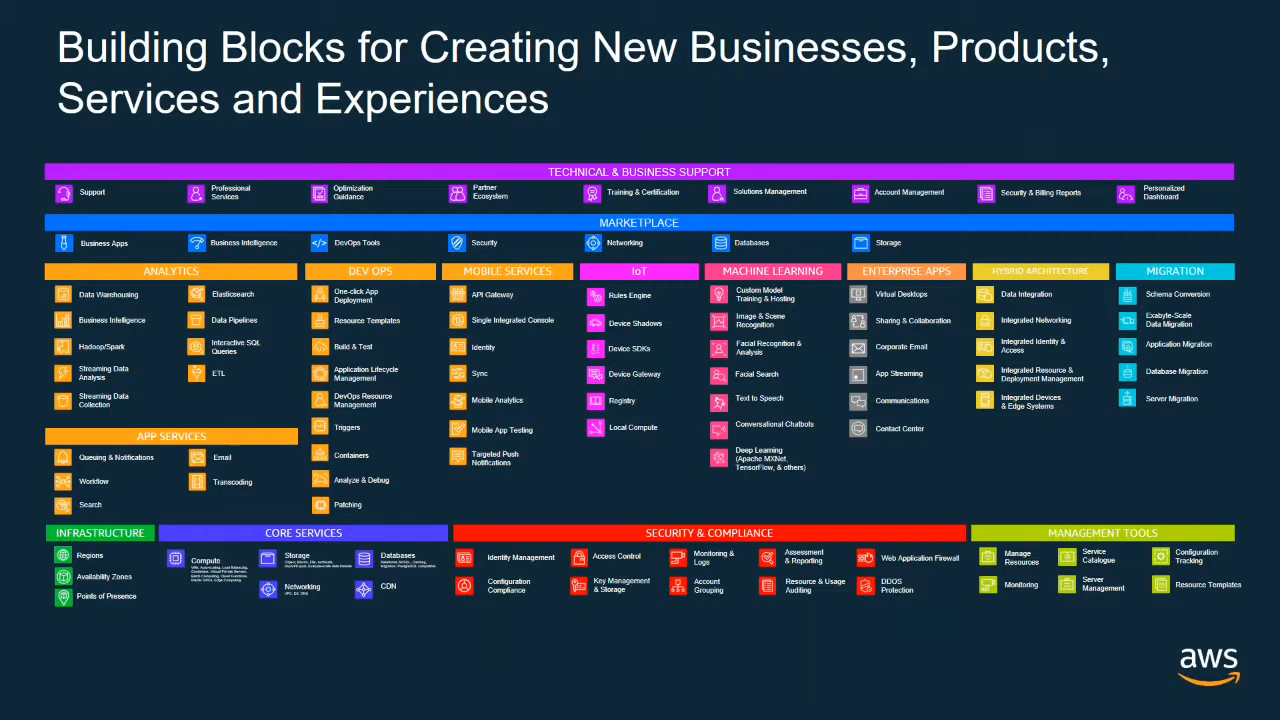 Building Blocks for Creating New Businesses, Products,
Services and Experiences
TECHNICAL & BUSINESS SUPPORT
Support
Professional
Services
Optimization
Guidance
Partner
Ecosystem
Training & Certification
Solutions Management
Account Management
Security & Billing Reports
Personalized
Dashboard
MARKETPLACE
Business Apps
Business Intelligence
DevOps Tools
Security
Networking
Databases
Storage
ANALYTICS
Data Warehousing
Business Intelligence
Hadoop/Spark
Streaming Data
Analysis
Streaming Data
Collection
Elasticsearch
Data Pipelines
Interactive SQL
Queries
ETL
APP SERVICES
Queuing & Notifications
Workflow
Search
Email
Transcoding
DEV OPS
One-click App
Deployment
Resource Templates
Build & Test
Application Lifecycle
Management
DevOps Resource
Management
Triggers
Containers
Analyze & Debug
Patching
MOBILE SERVICES
API Gateway
Single Integrated Console
Identity
Sync
Mobile Analytics
Mobile App Testing
Targeted Push
Notifications
IoT
Rules Engine
Device Shadows
Device SDKs
Device Gateway
Registry
Local Compute
MACHINE LEARNING
Custom Model
Training & Hosting
Image & Scene
Recognition
Facial Recognition &
Analysis
Facial Search
Text to Speech
Conversational Chatbots
Deep Learning
(Apache MXNet,
TensorFlow, & others)
ENTERPRISE APPS
Virtual Desktops
Sharing & Collaboration
Corporate Email
App Streaming
Communications
Contact Center
HYBRID ARCHITECTURE
Data Integration
Integrated Networking
Integrated Identity &
Access
Integrated Resource &
Deployment Management
Integrated Devices
& Edge Systems
MIGRATION
Schema Conversion
Exabyte-Scale
Data Migration
Application Migration
Database Migration
Server Migration
INFRASTRUCTURE
Regions
Availability Zones
Points of Presence
CORE SERVICES
Compute
Storage
Databases
Networking
CDN
SECURITY & COMPLIANCE
Identity Management
Access Control
Monitoring &
Logs
Assessment
& Reporting
Web Application Firewall
Configuration
Compliance
Key Management
& Storage
Account
Grouping
Resource & Usage
Auditing
DDOS
Protection
MANAGEMENT TOOLS
Manage
Resources
Service
Catalogue
Configuration
Tracking
Monitoring
Server
Management
Resource Templates
aws